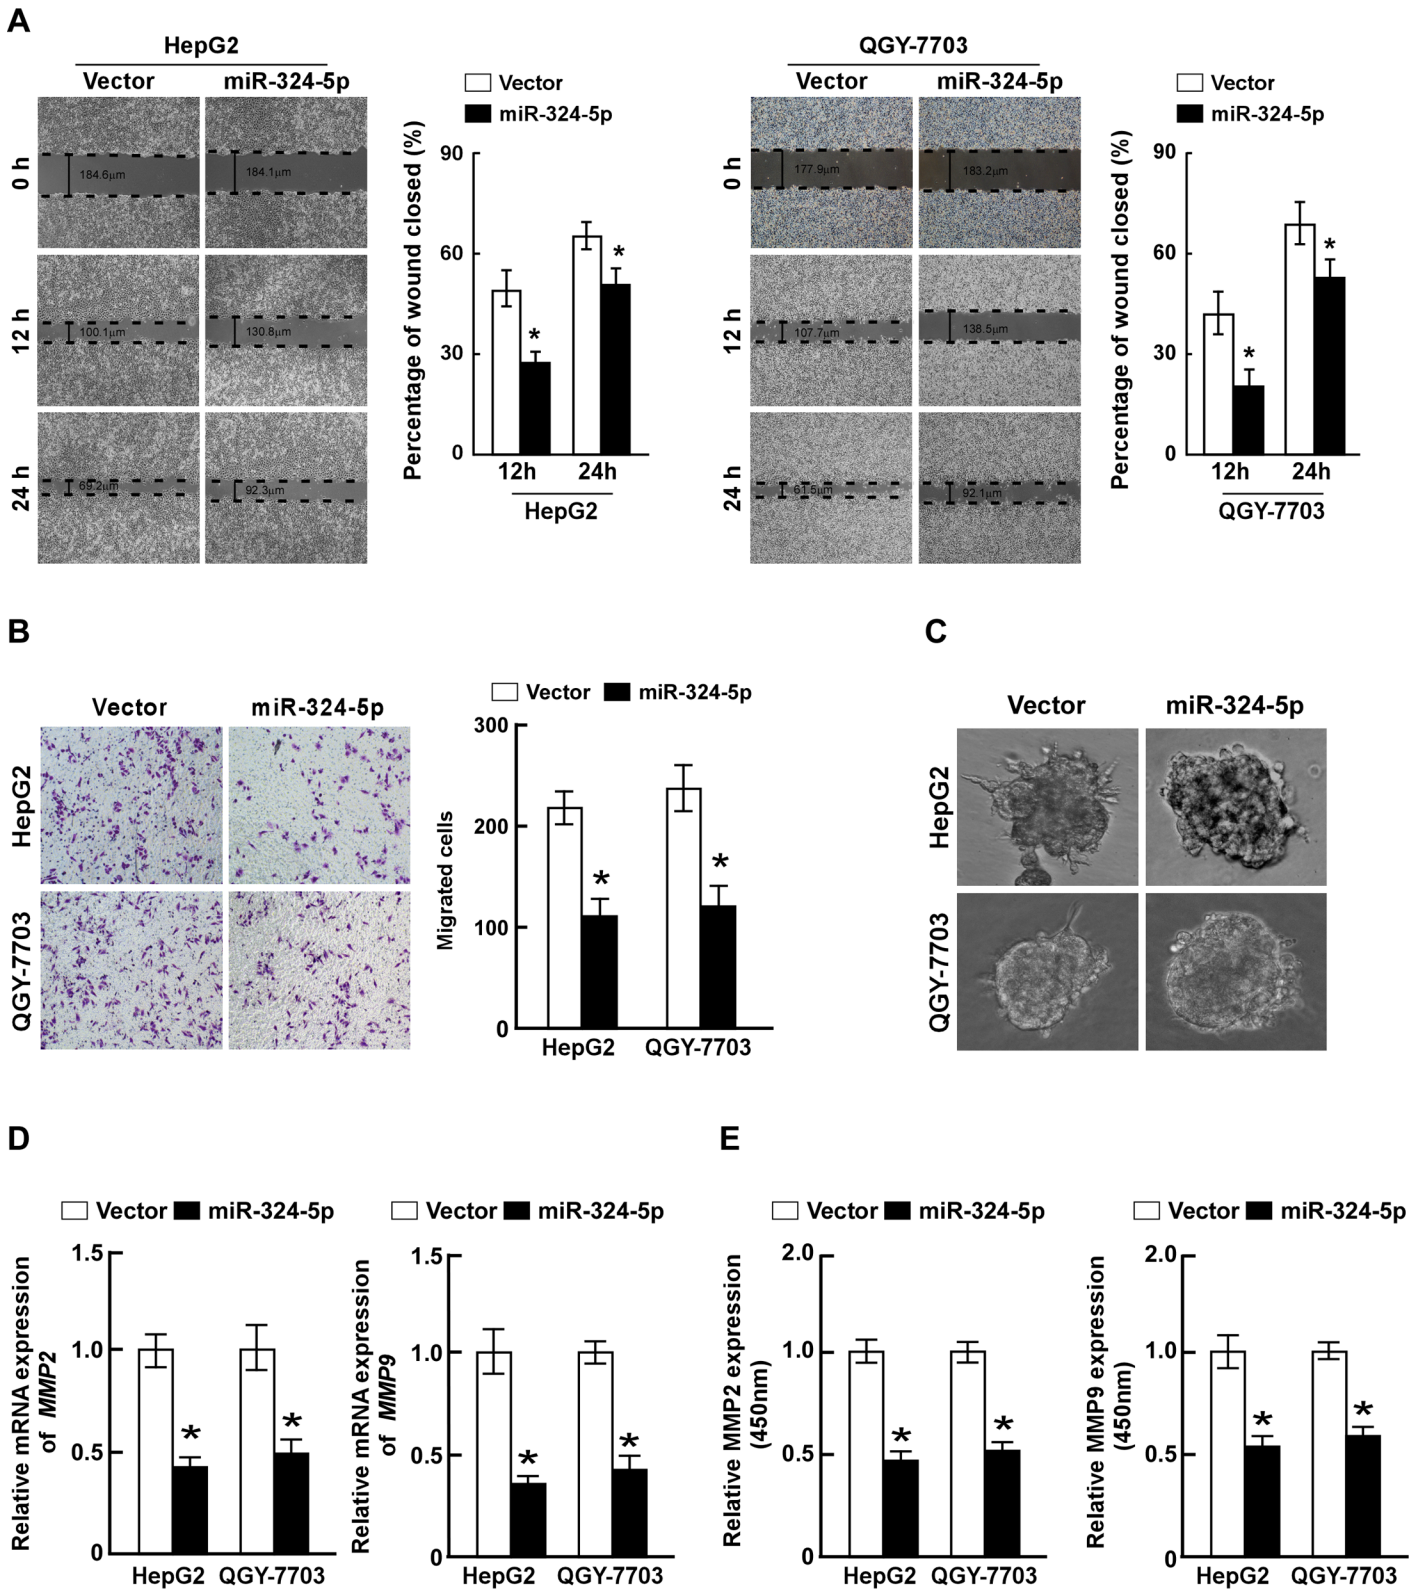 A
HepG2
Vector
miR-324-5p
0 h
184.6μm
184.1μm
12 h
100.1μm
130.8μm
24 h
69.2μm
92.3μm
Vector
miR-324-5p
Percentage of wound closed (%)
90
60
30
0
12h
24h
HepG2
QGY-7703
Vector
miR-324-5p
0 h
177.9μm
183.2μm
12 h
107.7μm
138.5μm
24 h
61.5μm
92.1μm
Vector
miR-324-5p
Percentage of wound closed (%)
90
60
30
0
12h
24h
QGY-7703
*
*
*
*
B
Vector
miR-324-5p
HepG2
QGY-7703
Vector
miR-324-5p
Migrated cells
300
200
100
0
*
*
HepG2
QGY-7703
C
Vector
miR-324-5p
HepG2
QGY-7703
D
Vector
miR-324-5p
Relative mRNA expression
of MMP2
1.5
1.0
0.5
0
*
*
HepG2
QGY-7703
Vector
miR-324-5p
Relative mRNA expression
of MMP9
1.5
1.0
0.5
0
*
*
HepG2
QGY-7703
E
Vector
miR-324-5p
Relative MMP2 expression
(450nm)
2.0
1.0
0.5
0
*
*
HepG2
QGY-7703
Vector
miR-324-5p
Relative MMP9 expression
(450nm)
2.0
1.0
0.5
0
*
*
HepG2
QGY-7703